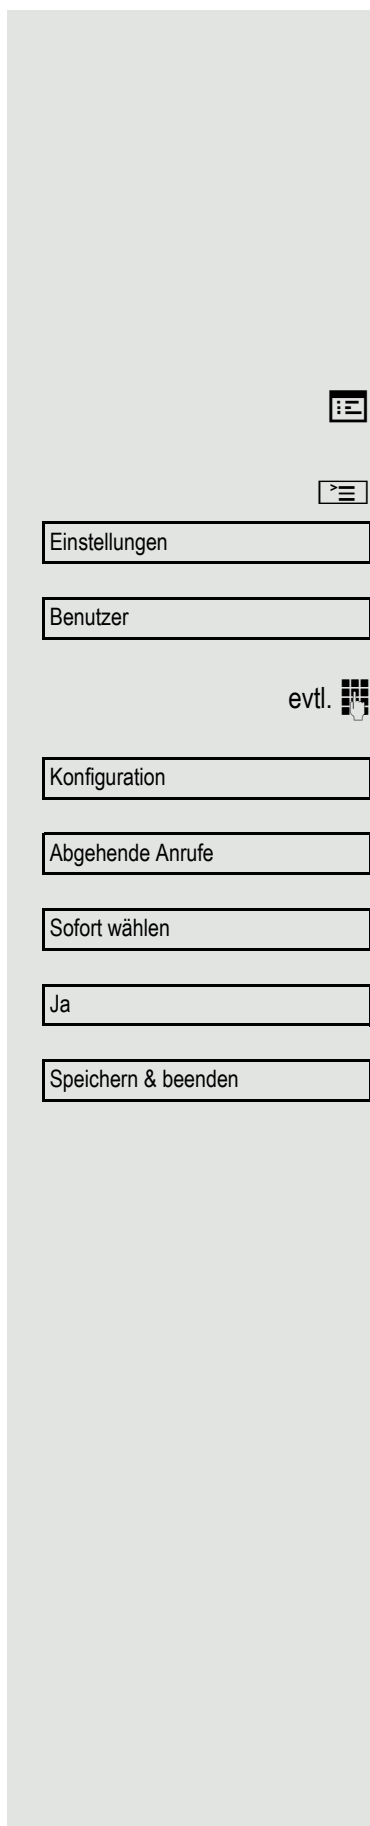 Einstellungen
Benutzer
evtl.
Konfiguration
Abgehende Anrufe
Sofort wählen
Ja
Speichern & beenden